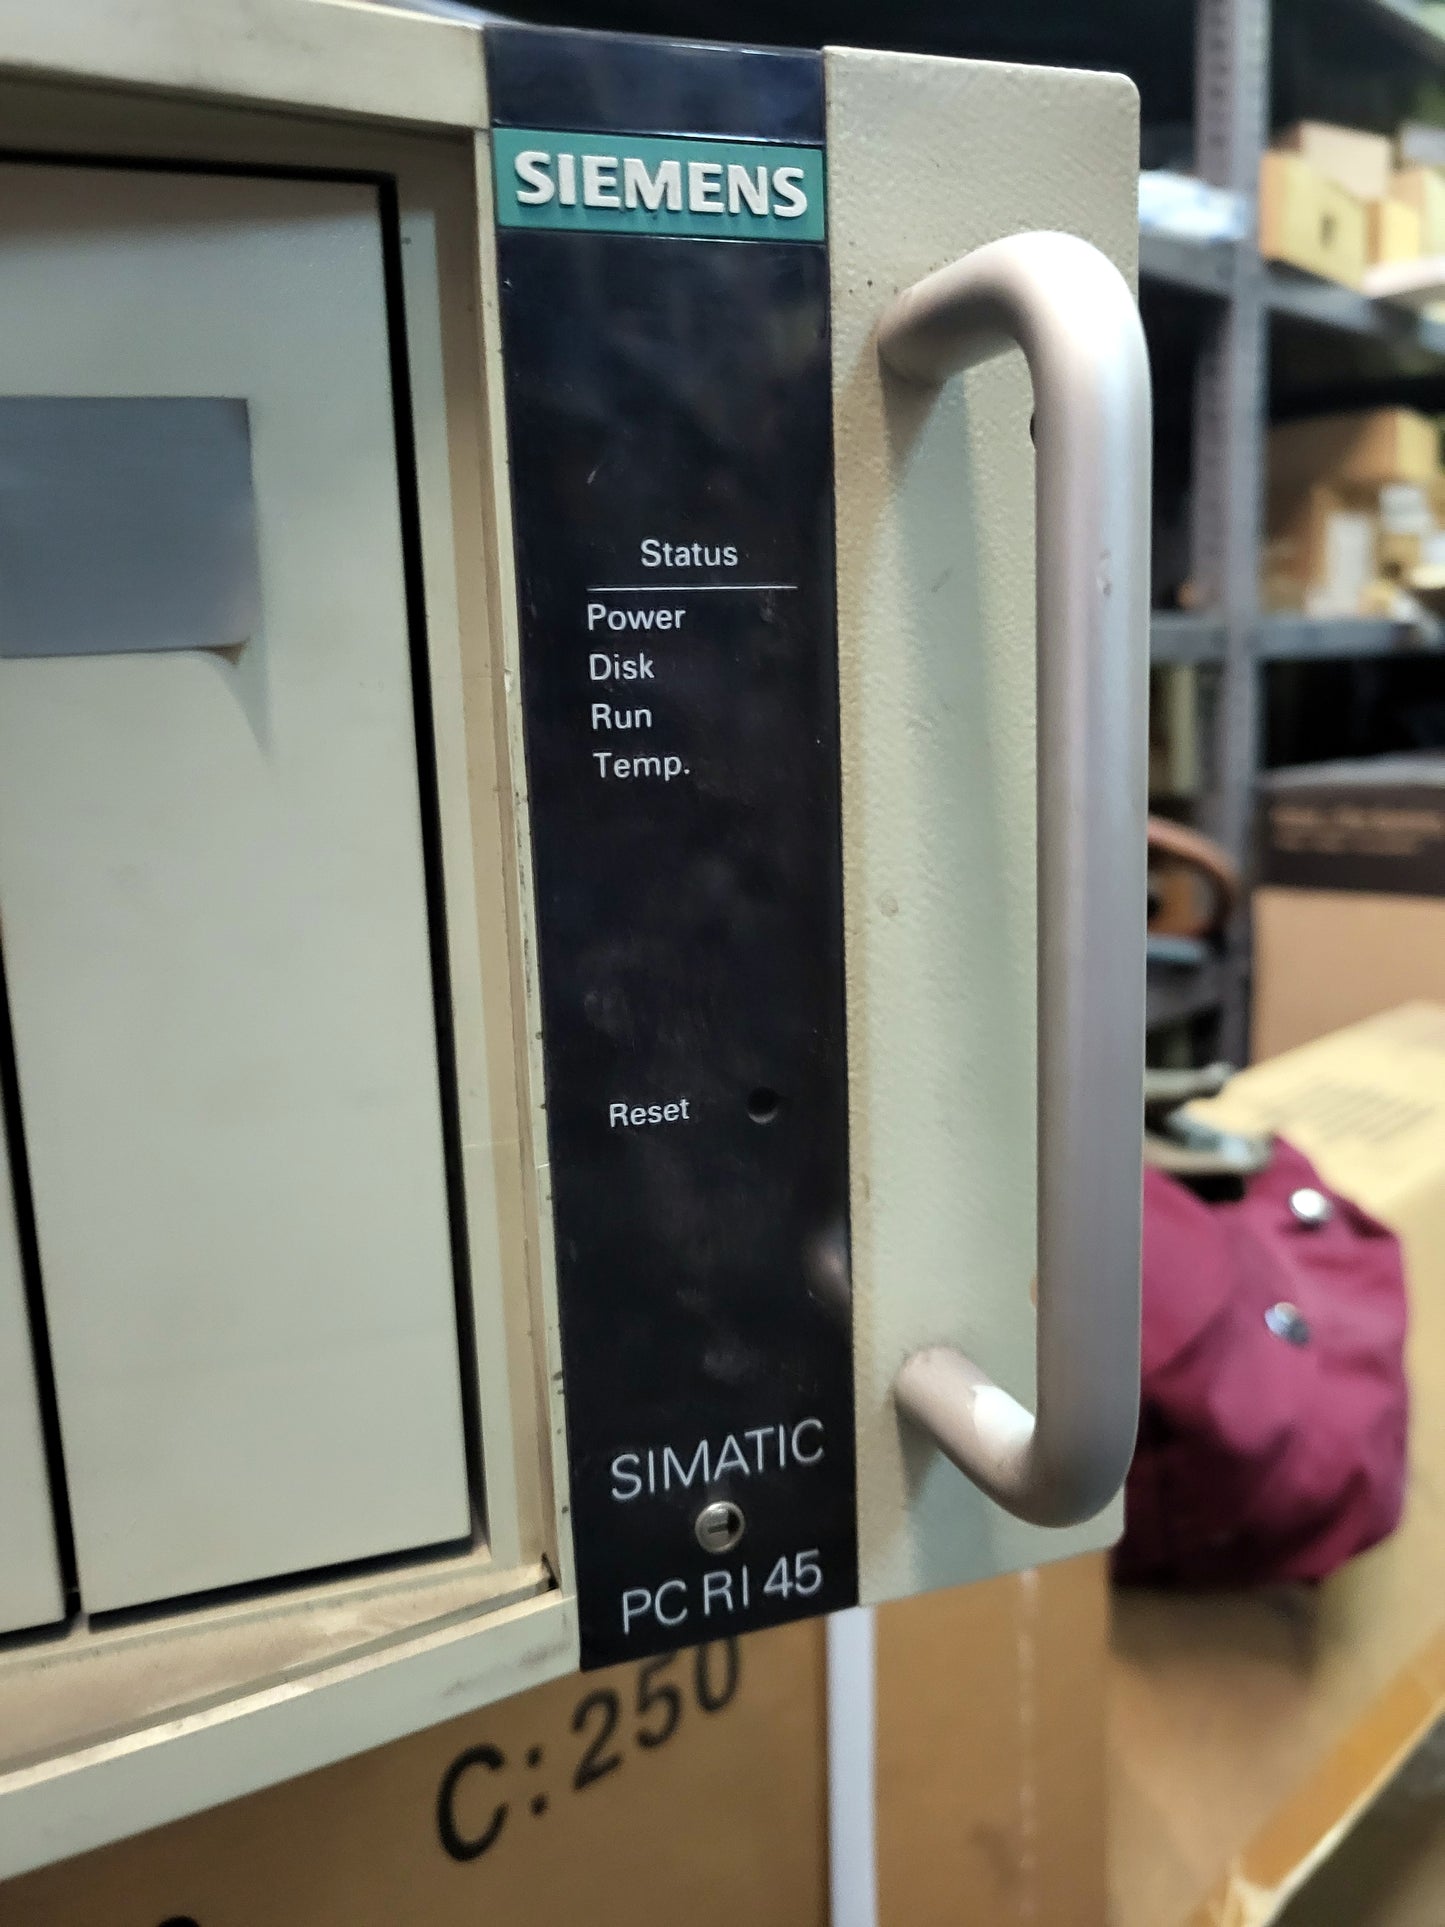 SIEMENS
Status
Power
Disk
Run
Temp.
Reset
SIMATIC
PC RI 45
C:250